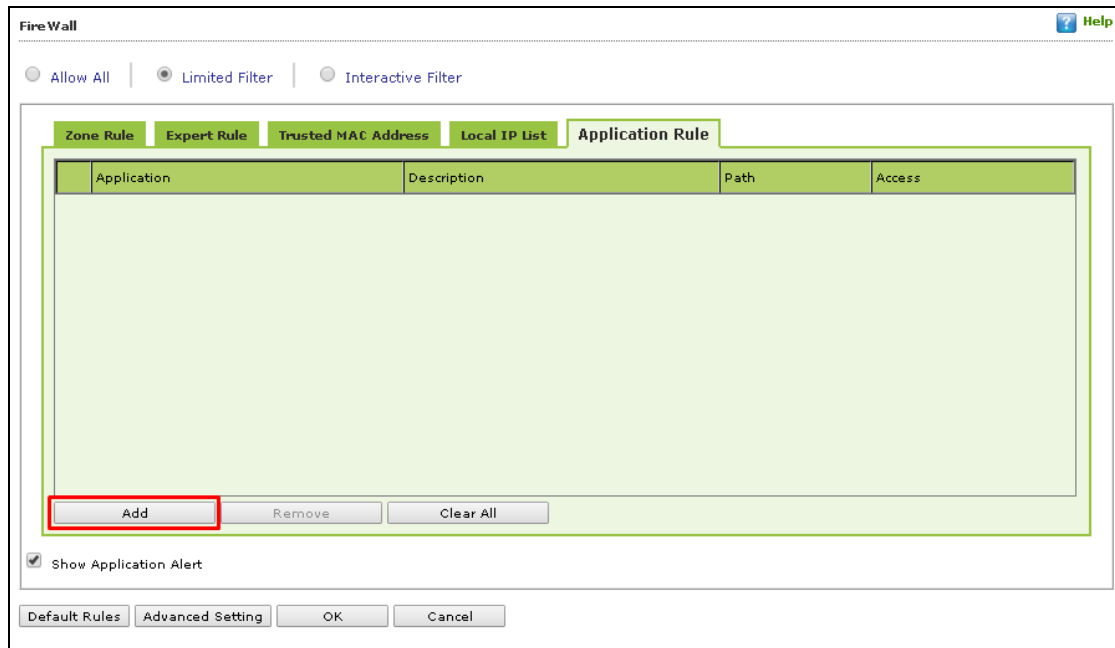 FireWall
Help
Allow All Limited Filter Interactive Filter
Zone Rule Expert Rule Trusted MAC Address Local IP List Application Rule
Application Description Path Access
Add Remove Clear All
Show Application Alert
Default Rules Advanced Setting OK Cancel